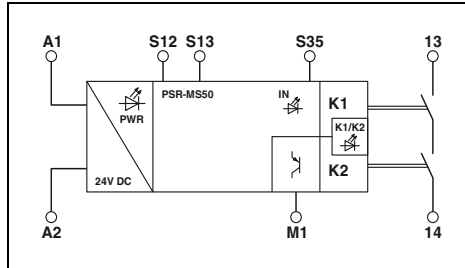 A1 S12 S13 S35 13
PSR-MS50 IN K1
PWR K1/K2
24V DC K2
A2 M1 14